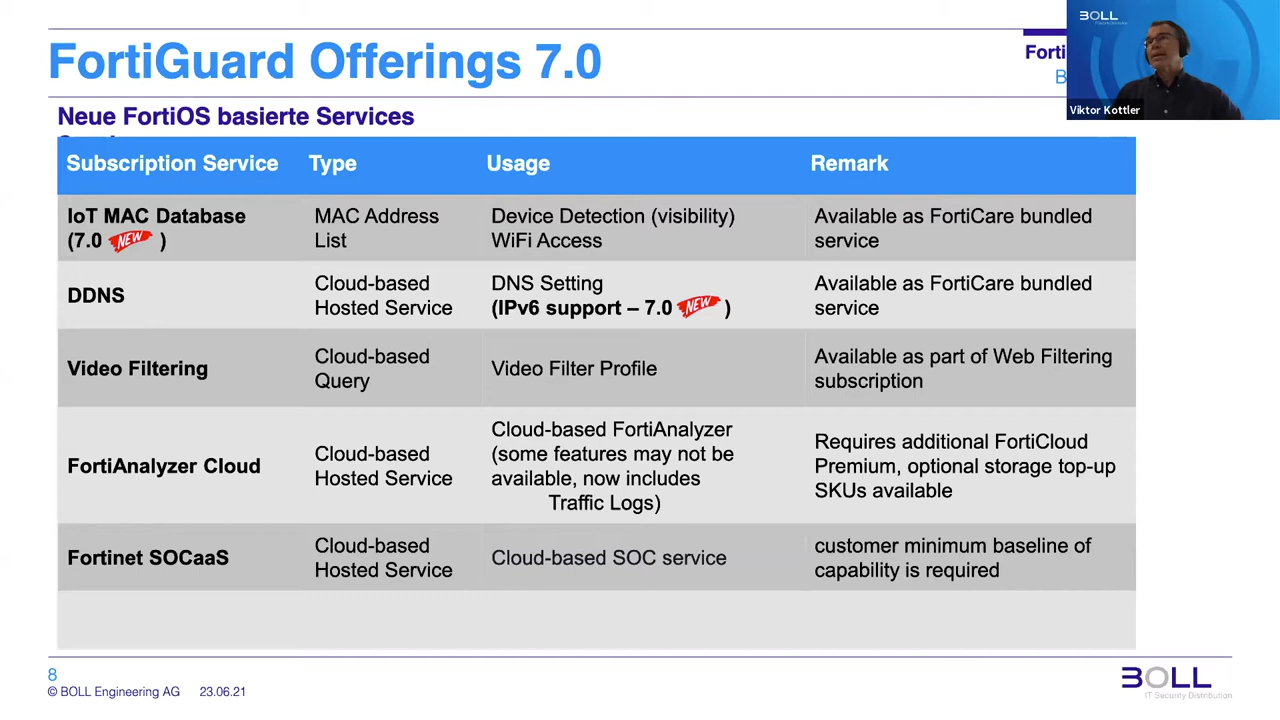 FortiGuard Offerings 7.0
Forti
B
BOLL
Viktor Kottler
Neue FortiOS basierte Services
Subscription Service Type Usage Remark
IoT MAC Database
(7.0 NEW )
MAC Address
List
Device Detection (visibility)
WiFi Access
Available as FortiCare bundled
service
DDNS
Cloud-based
Hosted Service
DNS Setting
(IPv6 support – 7.0 NEW )
Available as FortiCare bundled
service
Video Filtering
Cloud-based
Query
Video Filter Profile
Available as part of Web Filtering
subscription
FortiAnalyzer Cloud
Cloud-based
Hosted Service
Cloud-based FortiAnalyzer
(some features may not be
available, now includes
Traffic Logs)
Requires additional FortiCloud
Premium, optional storage top-up
SKUs available
Fortinet SOCaaS
Cloud-based
Hosted Service
Cloud-based SOC service
customer minimum baseline of
capability is required
8
© BOLL Engineering AG 23.06.21
BOLL
IT Security Distribution